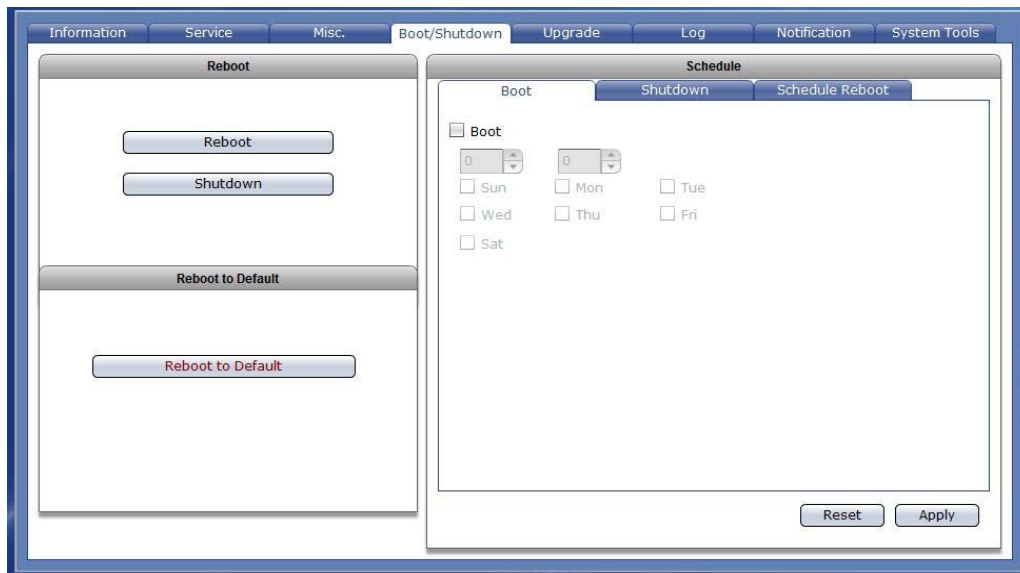 Information Service Misc. Boot/Shutdown Upgrade Log Notification System Tools
Reboot
Reboot
Shutdown
Reboot to Default
Reboot to Default
Schedule
Boot Shutdown Schedule Reboot
Boot
0 0
Sun Mon Tue
Wed Thu Fri
Sat
Reset Apply